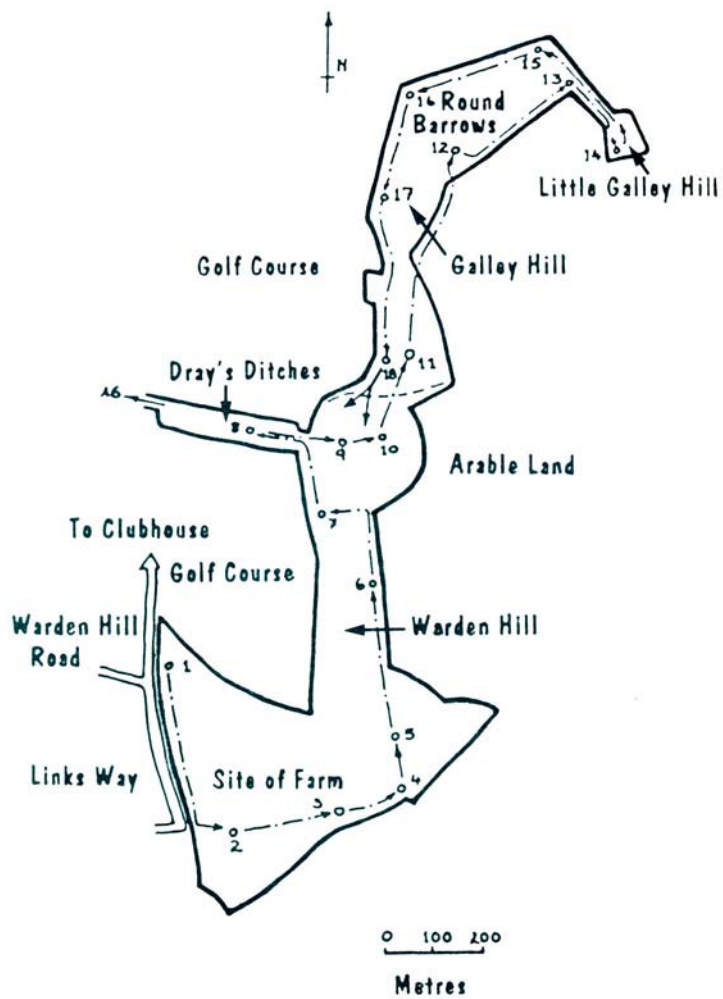 N
15
13
16 Round
Barrows
12
14
Little Galley Hill
17
Golf Course
Galley Hill
18
11
Dray's Ditches
A6
8
9
10
Arable Land
7
To Clubhouse
Golf Course
6
Warden Hill
Road
Warden Hill
1
5
Links Way
Site of Farm
4
3
2
0 100 200
Metres